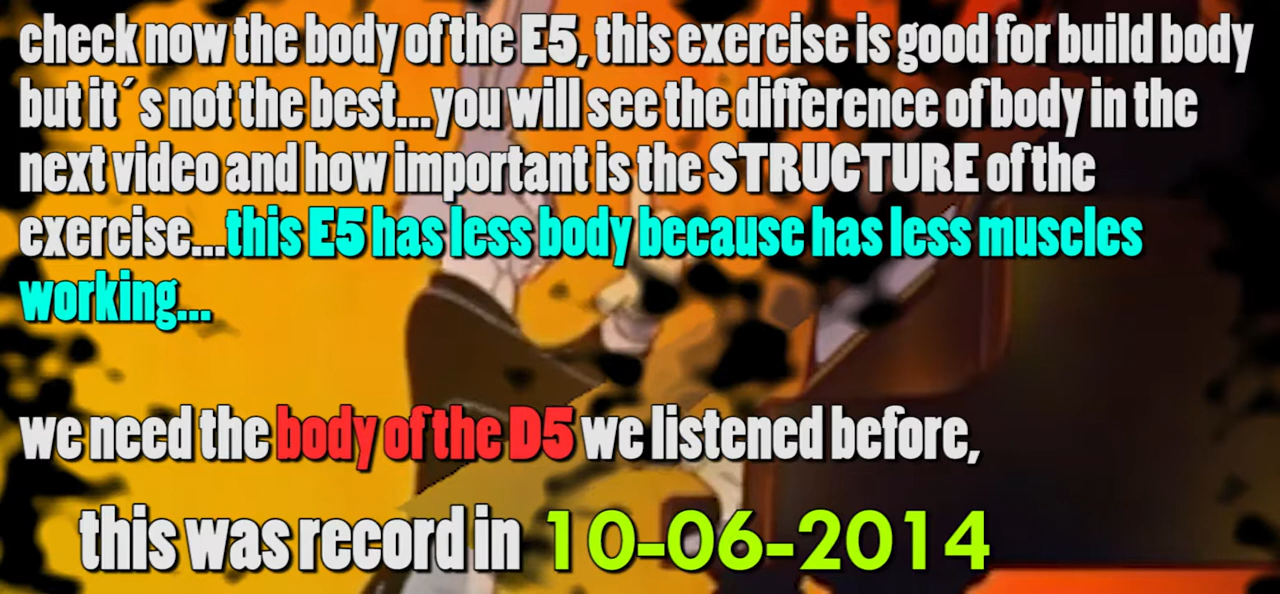 check now the body of the E5, this exercise is good for build body
but it´s not the best...you will see the difference of body in the
next video and how important is the STRUCTURE of the
exercise...this E5 has less body because has less muscles
working...
we need the body of the D5 we listened before,
this was record in 10-06-2014